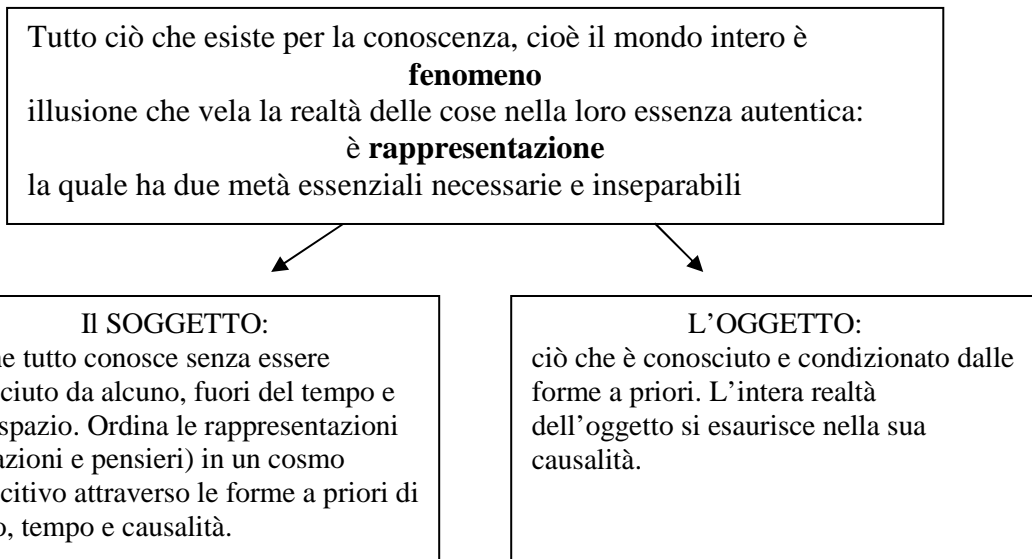 Tutto ciò che esiste per la conoscenza, cioè il mondo intero è
fenomeno
illusione che vela la realtà delle cose nella loro essenza autentica:
è rappresentazione
la quale ha due metà essenziali necessarie e inseparabili
Il SOGGETTO:
tutto conosce senza essere
sciuto da alcuno, fuori del tempo e
spazio. Ordina le rappresentazioni
azioni e pensieri) in un cosmo
citivo attraverso le forme a priori di
o, tempo e causalità.
L’OGGETTO:
ciò che è conosciuto e condizionato dalle
forme a priori. L’intera realtà
dell’oggetto si esaurisce nella sua
causalità.